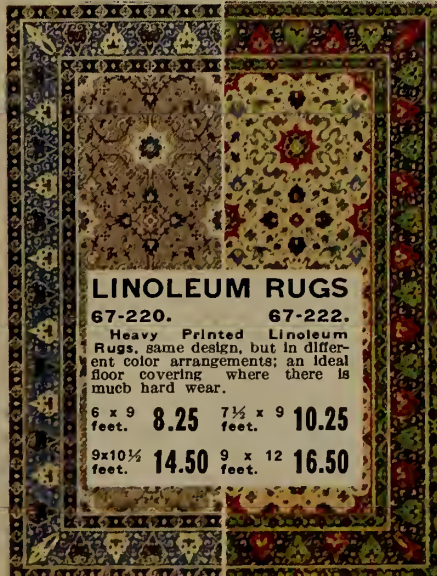 LINOLEUM RUGS
67-220. 67-222.
Heavy Printed Linoleum
Rugs, same design, but in differ-
ent color arrangements; an ideal
floor covering where there is
much hard wear.
6 x 9 feet. 8.25 7½ x 9 feet. 10.25
9x10½ feet. 14.50 9 x 12 feet. 16.50